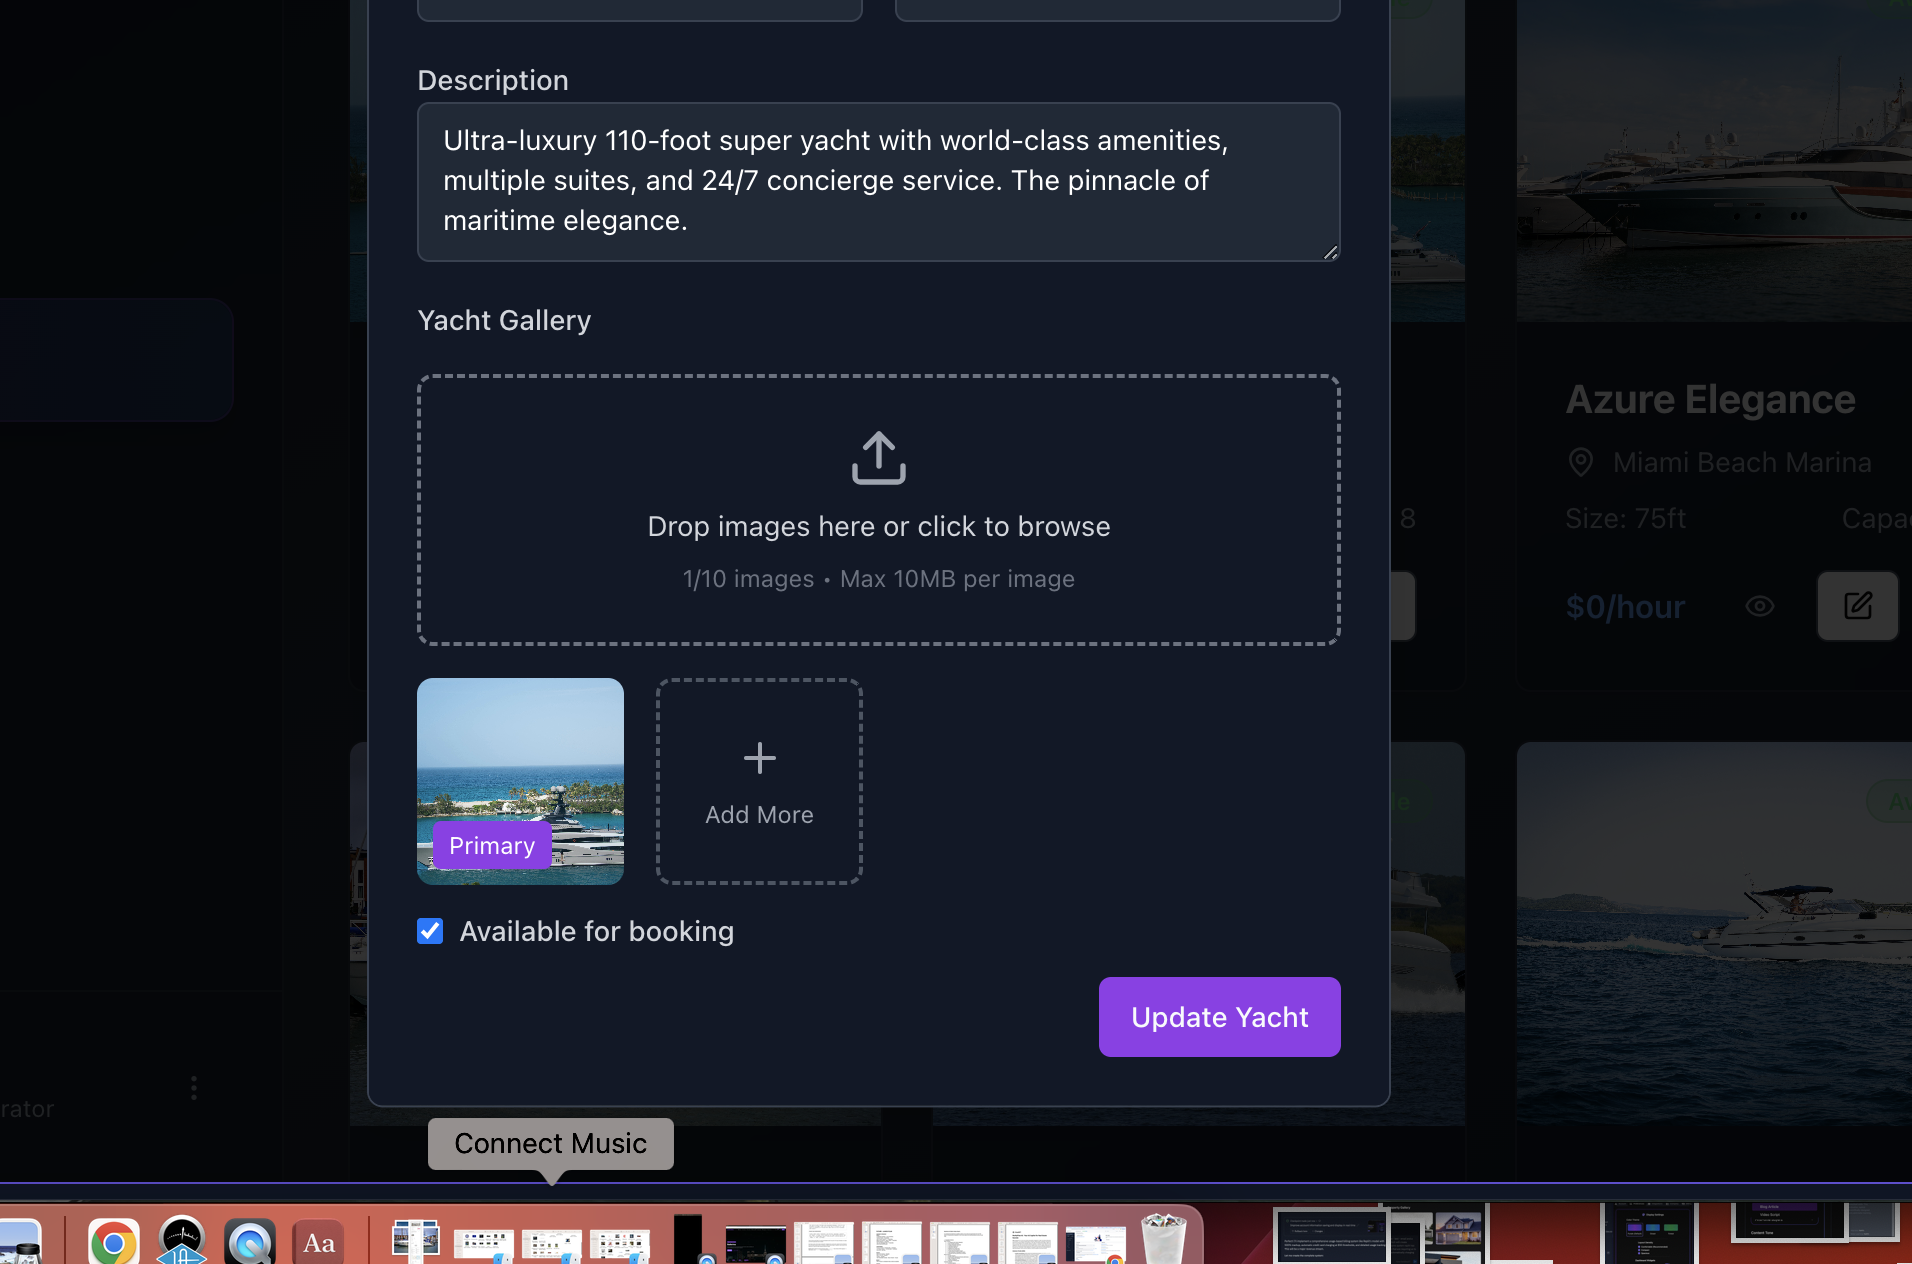 Description
Ultra-luxury 110-foot super yacht with world-class amenities,
multiple suites, and 24/7 concierge service. The pinnacle of
maritime elegance.
Yacht Gallery
Drop images here or click to browse
1/10 images • Max 10MB per image
Primary
Add More
Available for booking
Update Yacht
8
Azure Elegance
Miami Beach Marina
Size: 75ft
$0/hour
rator
Connect Music
Aa